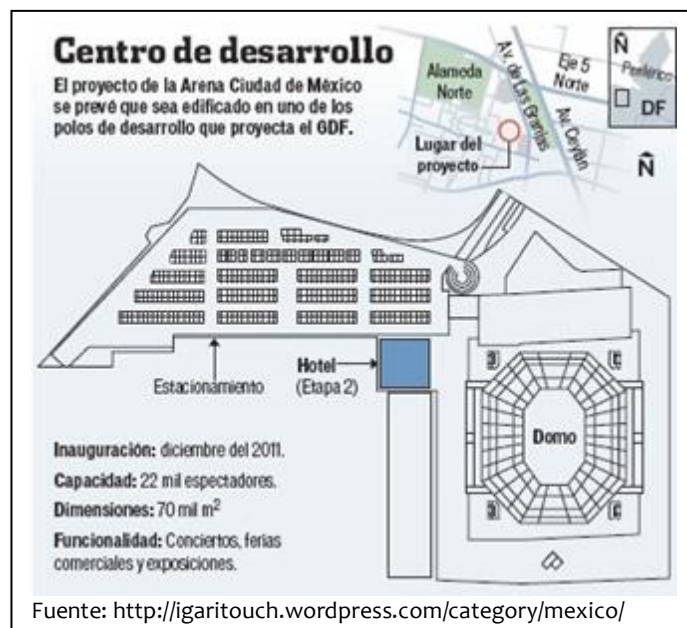 Centro de desarrollo
El proyecto de la Arena Ciudad de México
se prevé que sea edificado en uno de los
polos de desarrollo que proyecta el GDF.
Alameda
Norte
Av. de Las Granjas
Eje 5
Norte
Av. Ceylán
Lugar del
proyecto
N
Periférico
DF
N
Estacionamiento
Hotel
(Etapa 2)
Domo
Inauguración: diciembre del 2011.
Capacidad: 22 mil espectadores.
Dimensiones: 70 mil m²
Funcionalidad: Conciertos, ferias
comerciales y exposiciones.
Fuente: http://igaritouch.wordpress.com/category/mexico/